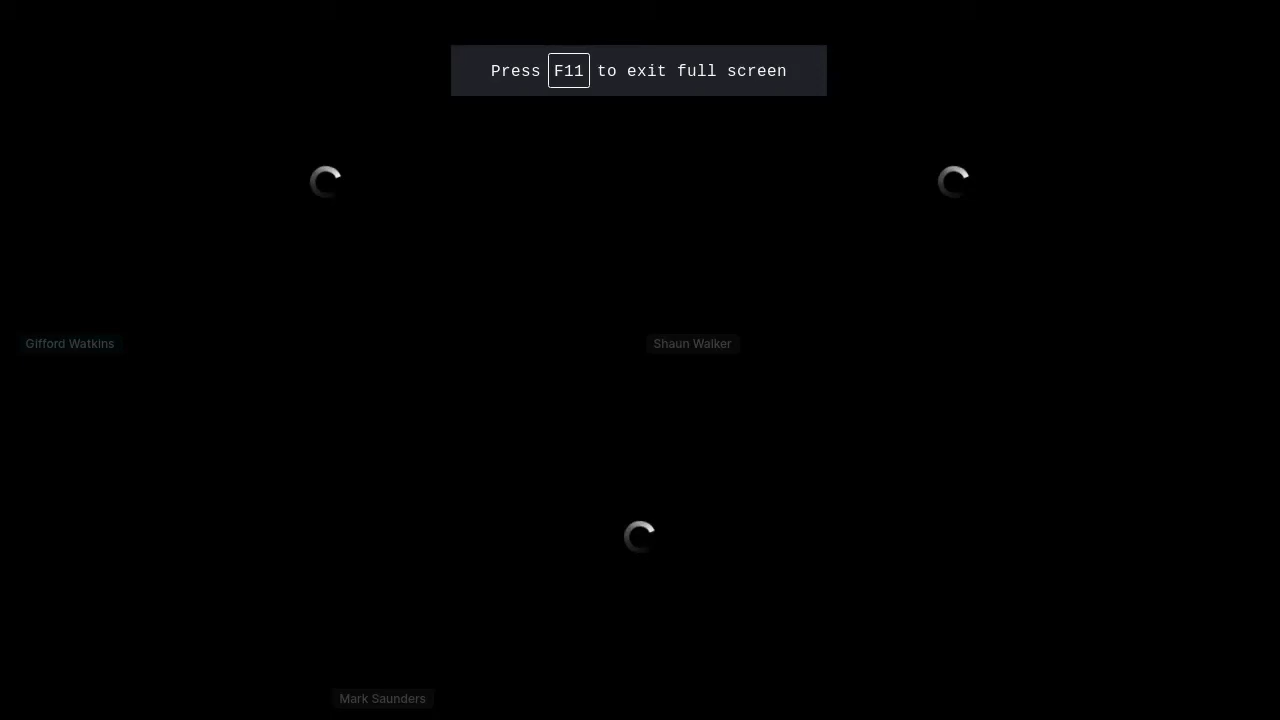 Press F11 to exit full screen
Gifford Watkins
Shaun Walker
Mark Saunders